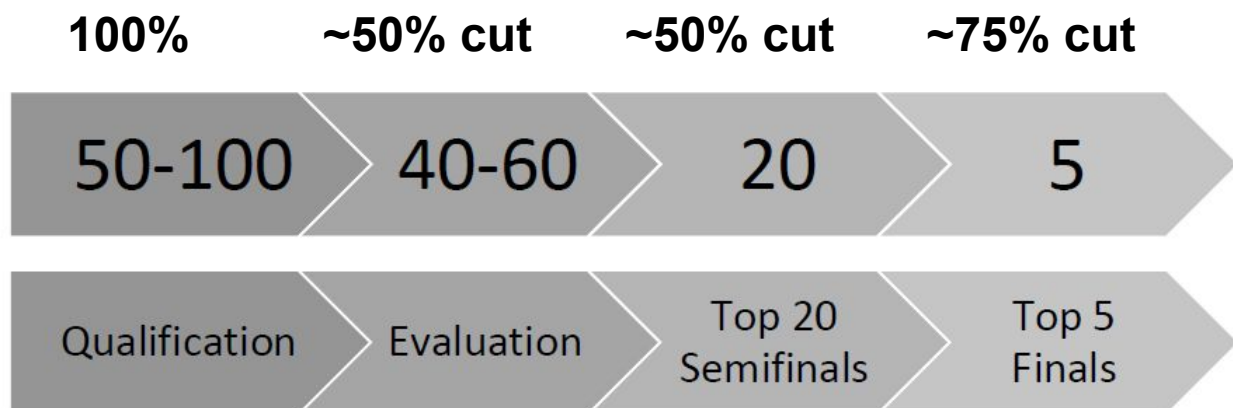 100% ~50% cut ~50% cut ~75% cut
50-100 40-60 20 5
Qualification Evaluation Top 20 Semifinals Top 5 Finals